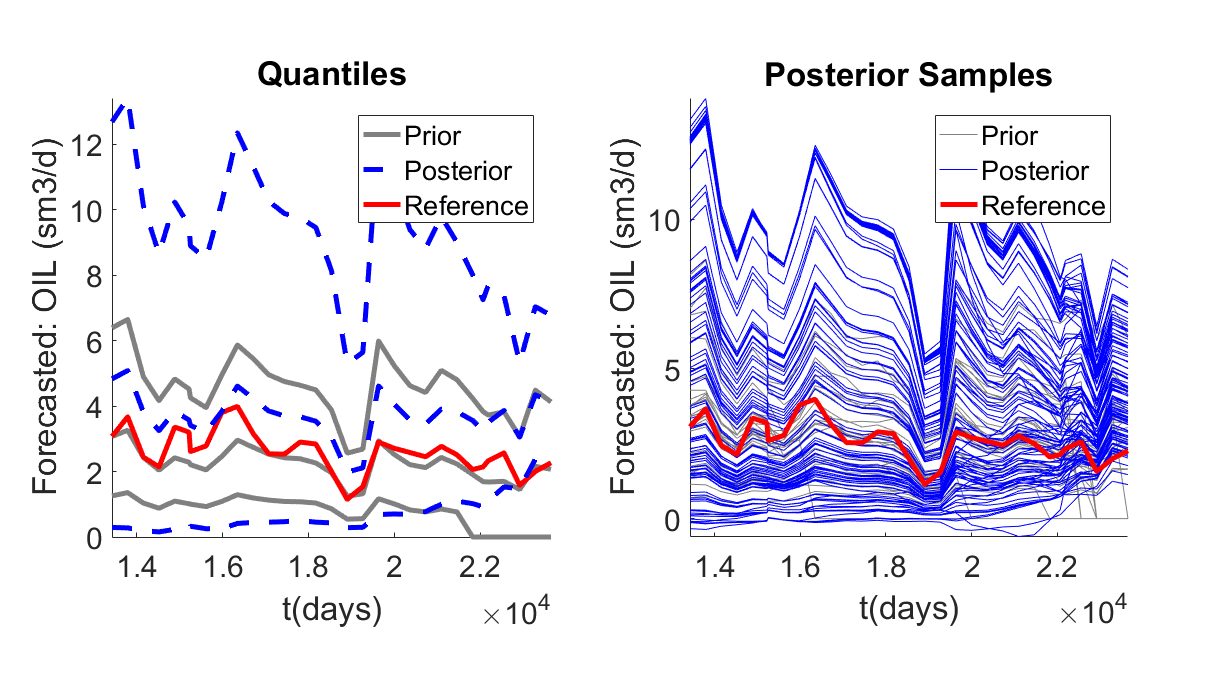 Quantiles
Forecasted: OIL (sm3/d)
12
10
8
6
4
2
0
1.4 1.6 1.8 2 2.2
×10^4
t(days)
Prior
Posterior
Reference
Posterior Samples
Forecasted: OIL (sm3/d)
10
5
0
1.4 1.6 1.8 2 2.2
×10^4
t(days)
Prior
Posterior
Reference